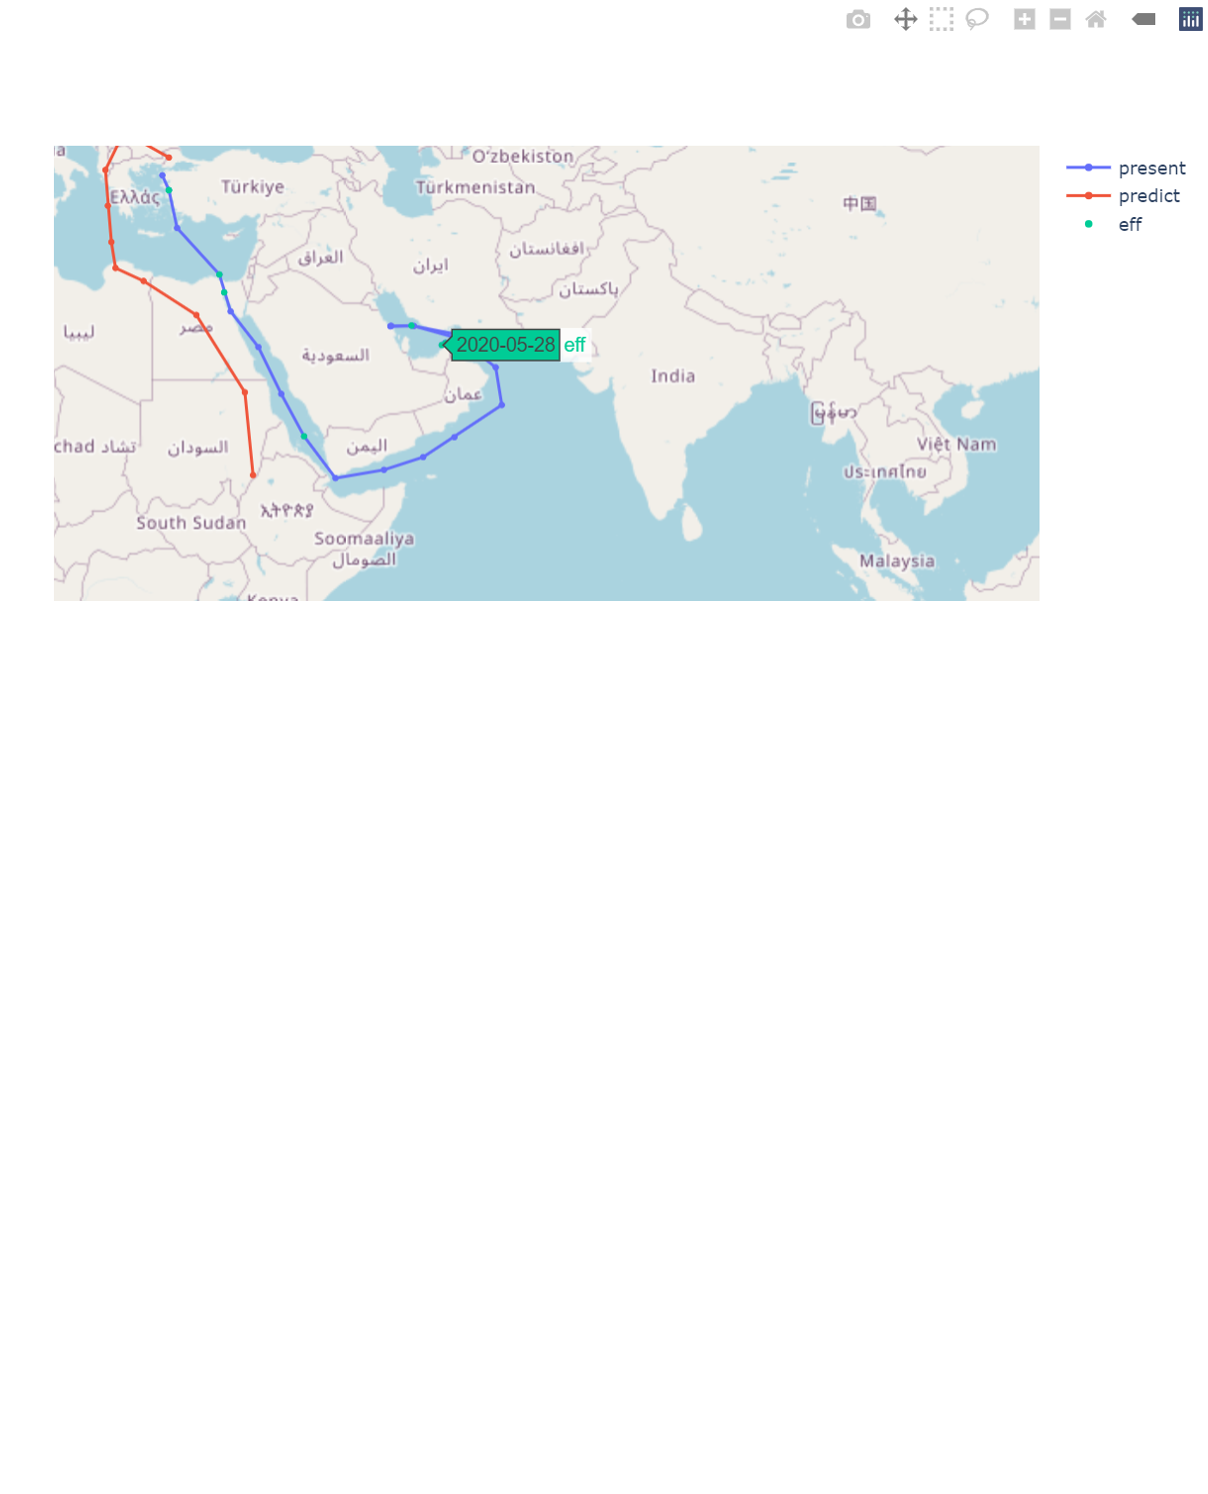 present
predict
eff
O‘zbekiston
Türkiye
Türkmenistan
Ελλάς
中国
العراق
ایران
افغانستان
پاکستان
ليبيا
مصر
2020-05-28 eff
السعودية
India
عمان
မြန်မာ
chad تشاد
السودان
اليمن
Việt Nam
ประเทศไทย
ኢትዮጵያ
South Sudan
Soomaaliya
الصومال
Malaysia
Kenya